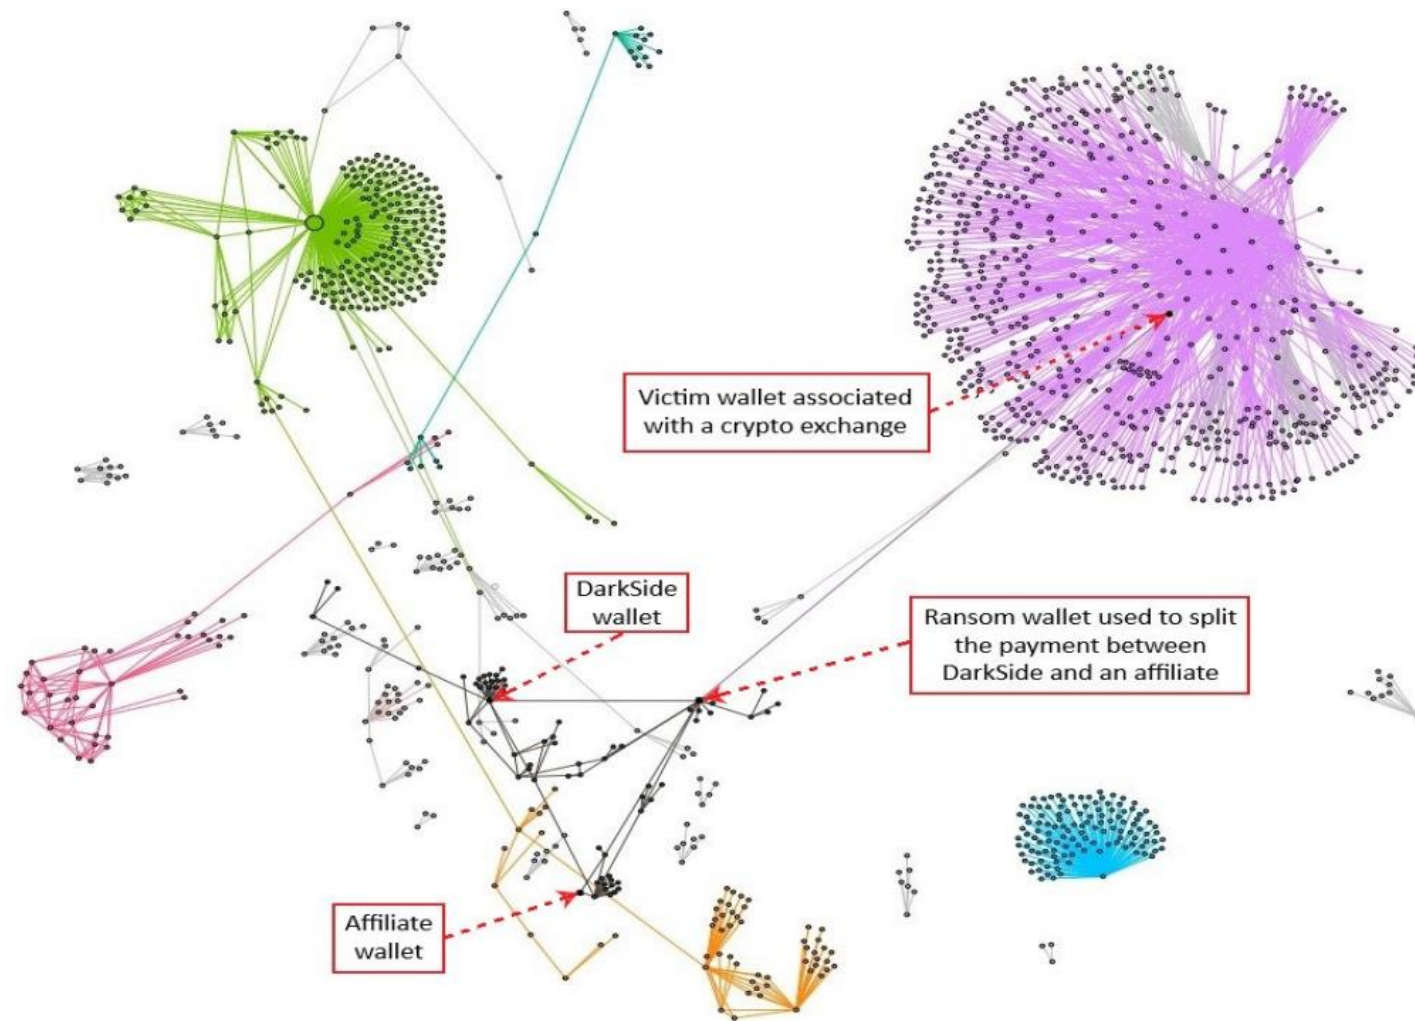 Victim wallet associated
with a crypto exchange
DarkSide
wallet
Ransom wallet used to split
the payment between
DarkSide and an affiliate
Affiliate
wallet